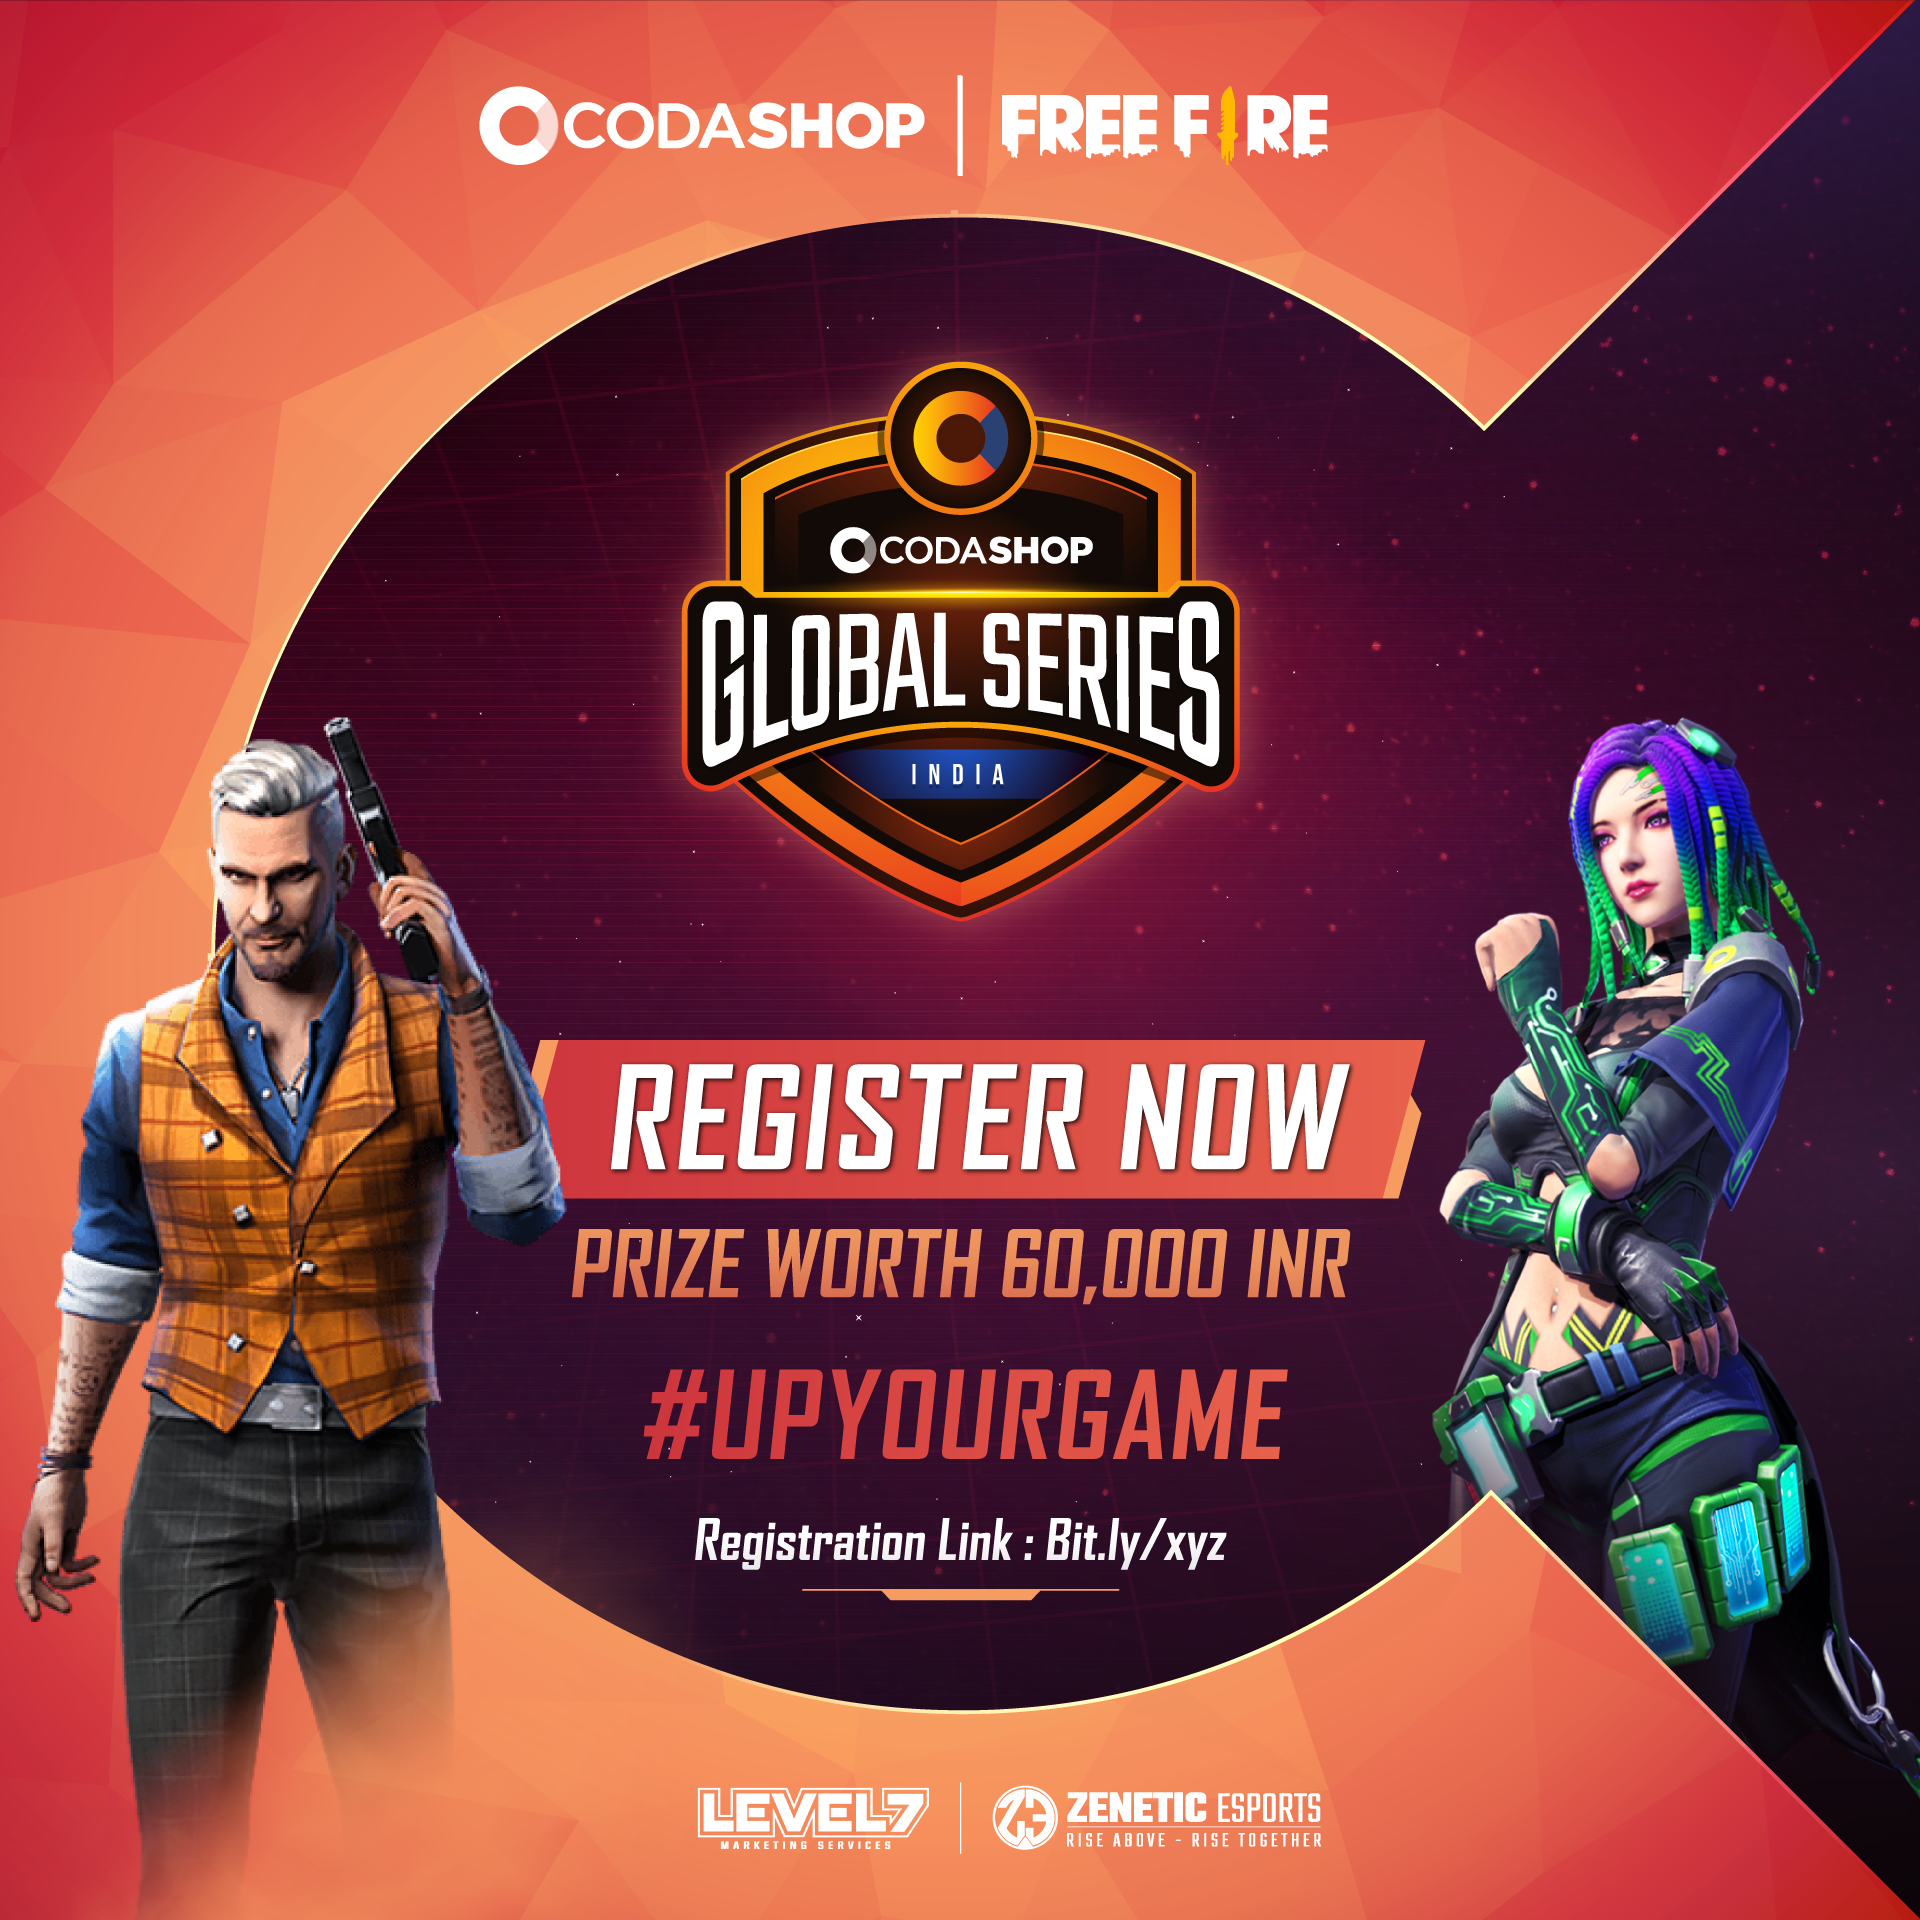 CODASHOP
FREE FIRE
CODASHOP
GLOBAL SERIES
INDIA
REGISTER NOW
PRIZE WORTH 60,000 INR
#UPYOURGAME
Registration Link : Bit.ly/xyz
LEVEL7
MARKETING SERVICES
ZENETIC ESPORTS
RISE ABOVE - RISE TOGETHER